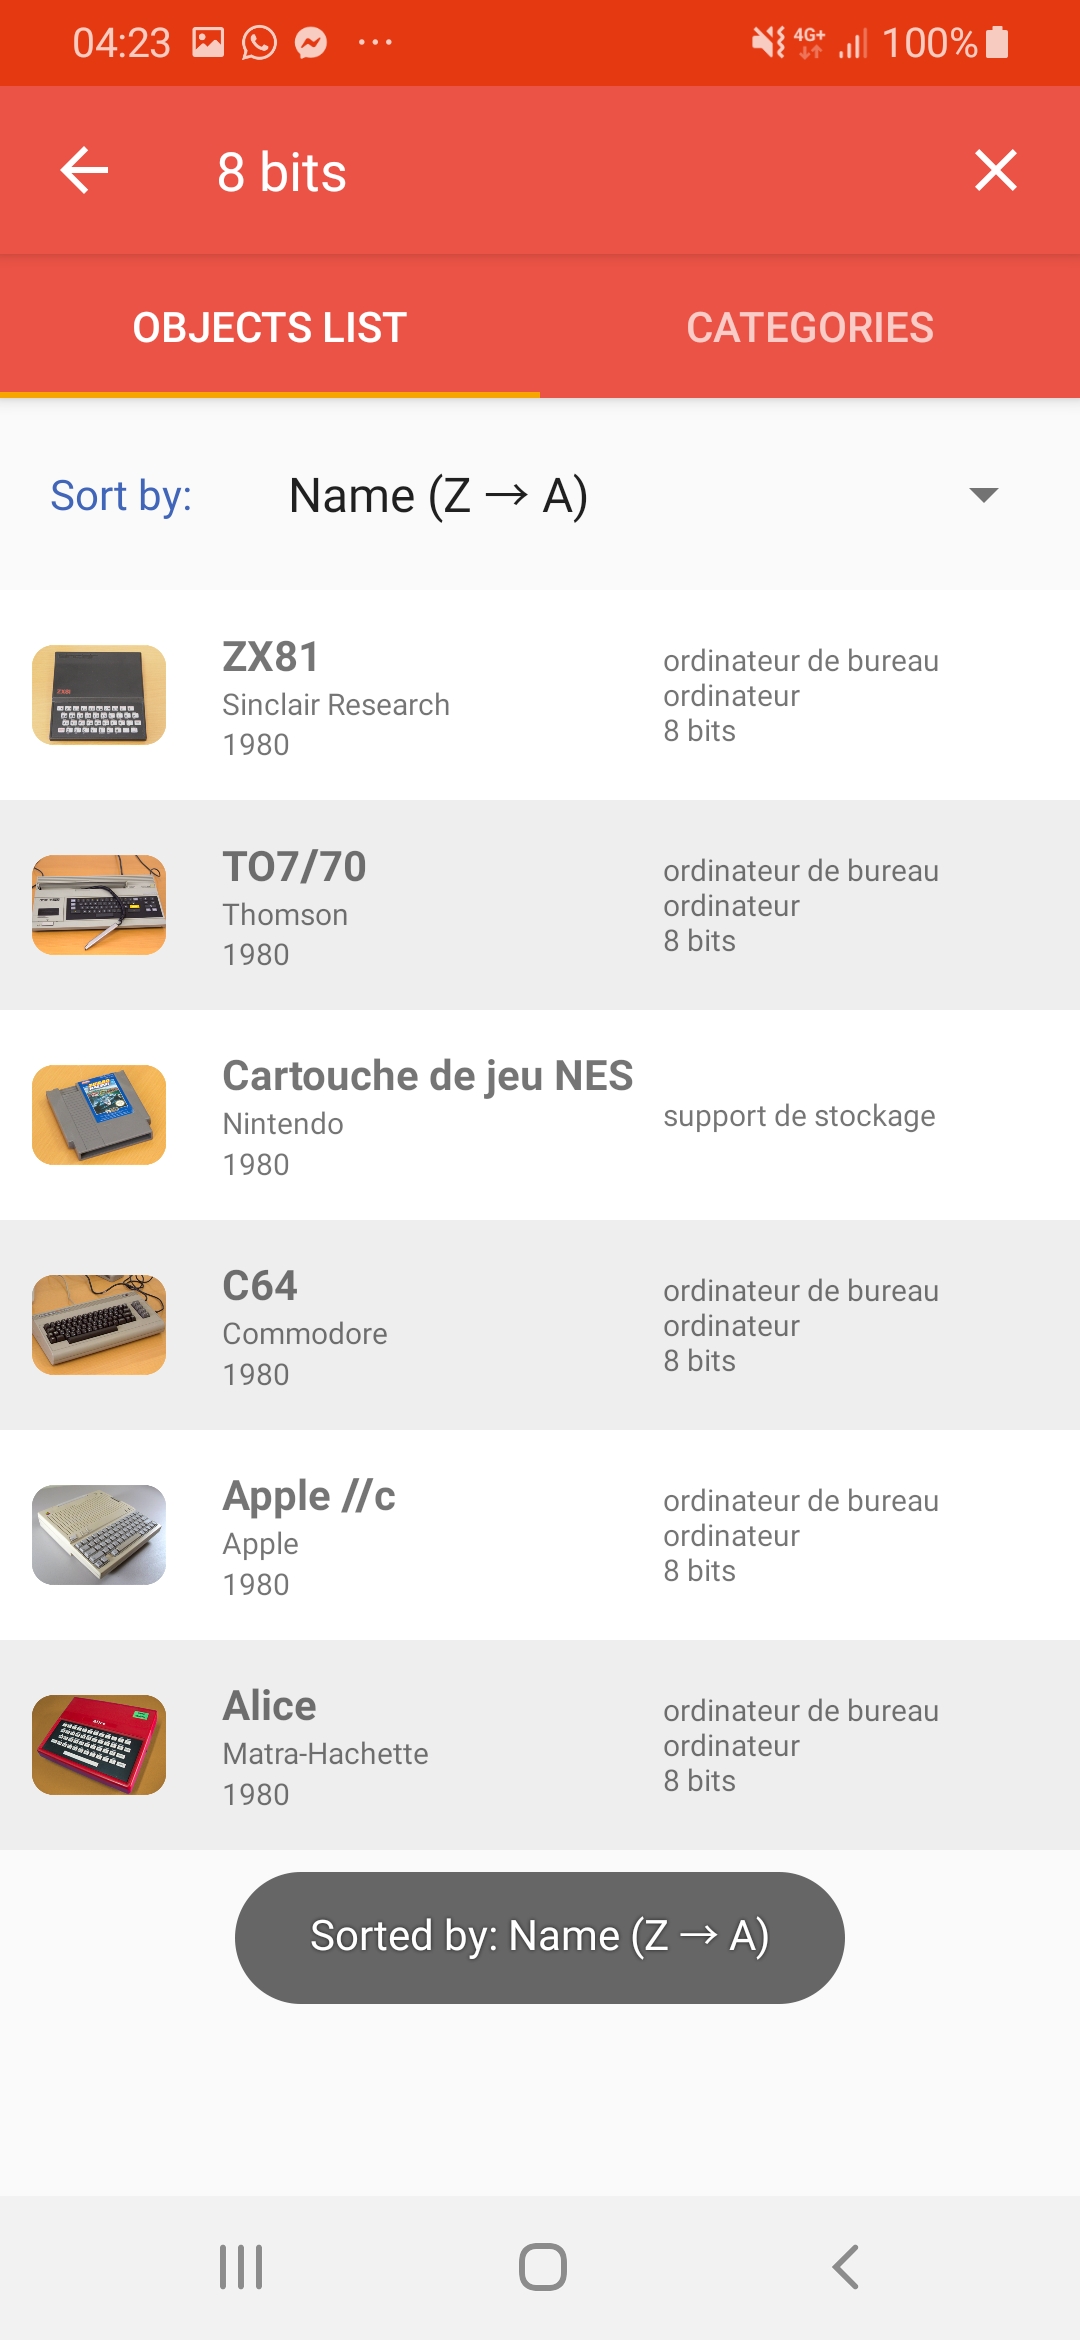 04:23 4G+ 100%
8 bits
OBJECTS LIST CATEGORIES
Sort by: Name (Z → A)
ZX81
Sinclair Research
1980
ordinateur de bureau
ordinateur
8 bits
TO7/70
Thomson
1980
ordinateur de bureau
ordinateur
8 bits
Cartouche de jeu NES
Nintendo
1980
support de stockage
C64
Commodore
1980
ordinateur de bureau
ordinateur
8 bits
Apple //c
Apple
1980
ordinateur de bureau
ordinateur
8 bits
Alice
Matra-Hachette
1980
ordinateur de bureau
ordinateur
8 bits
Sorted by: Name (Z → A)